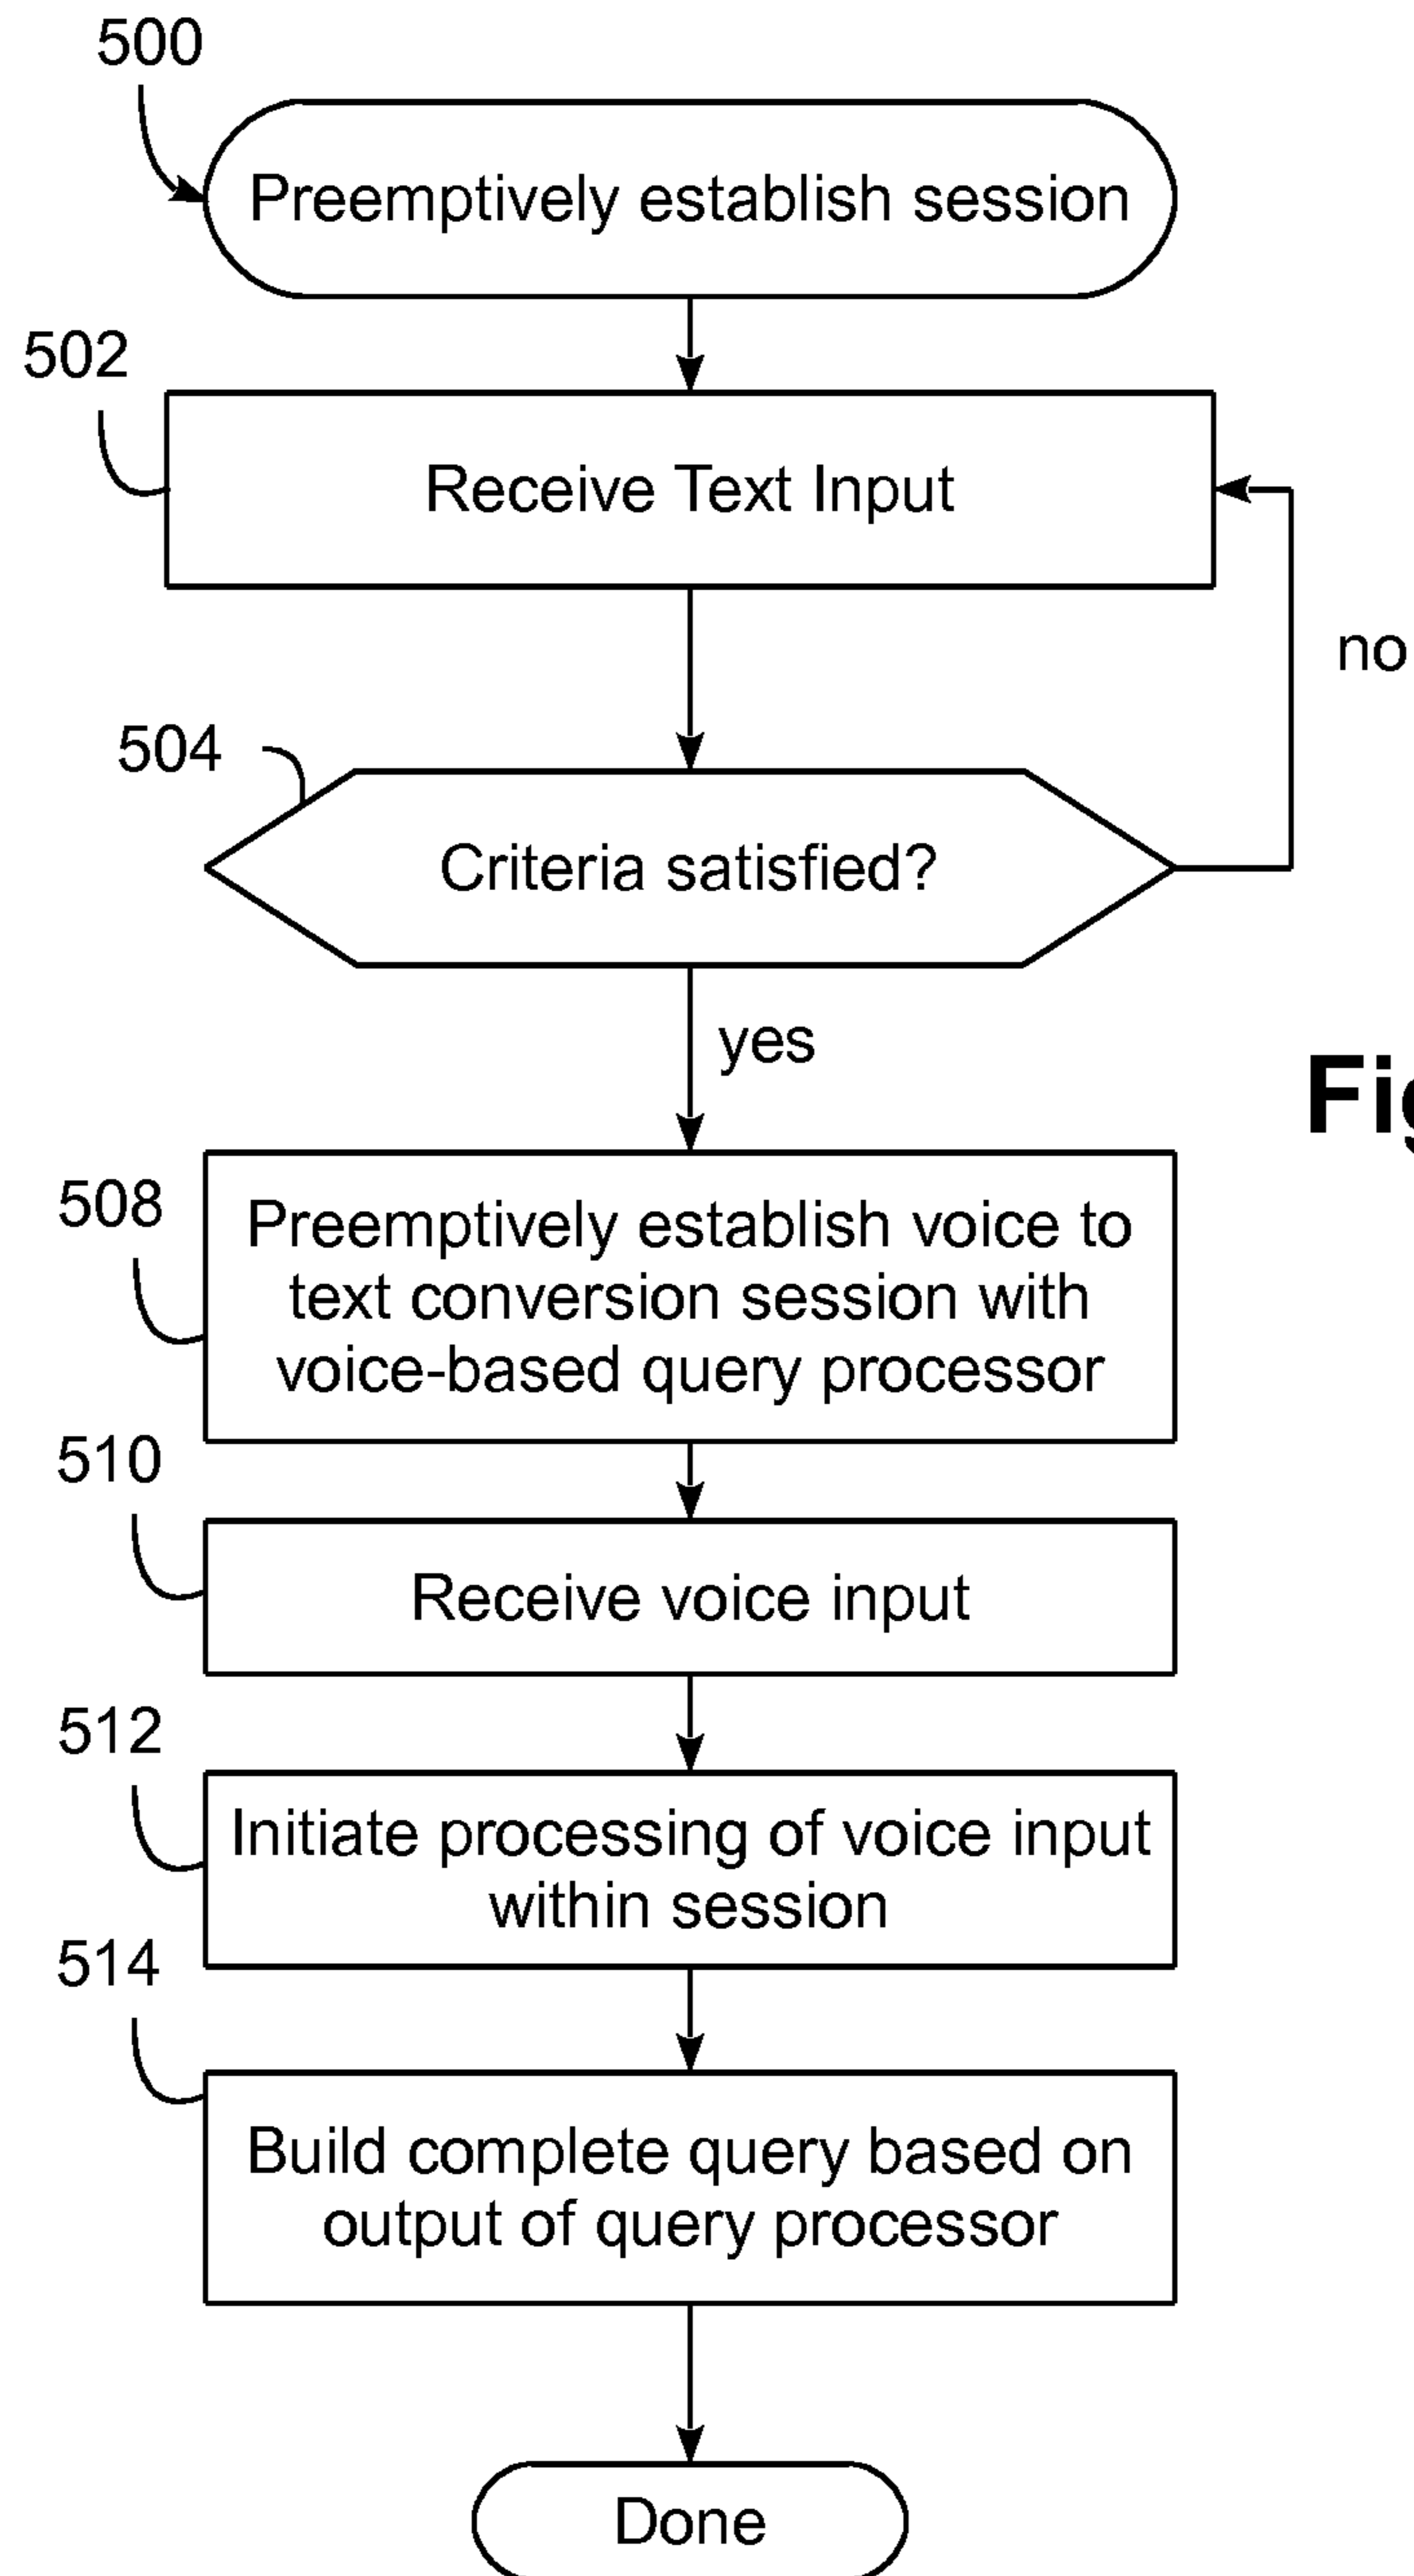 500
Preemptively establish session
502
Receive Text Input
no
504
Criteria satisfied?
yes
508
Preemptively establish voice to
text conversion session with
voice-based query processor
510
Receive voice input
512
Initiate processing of voice input
within session
514
Build complete query based on
output of query processor
Done